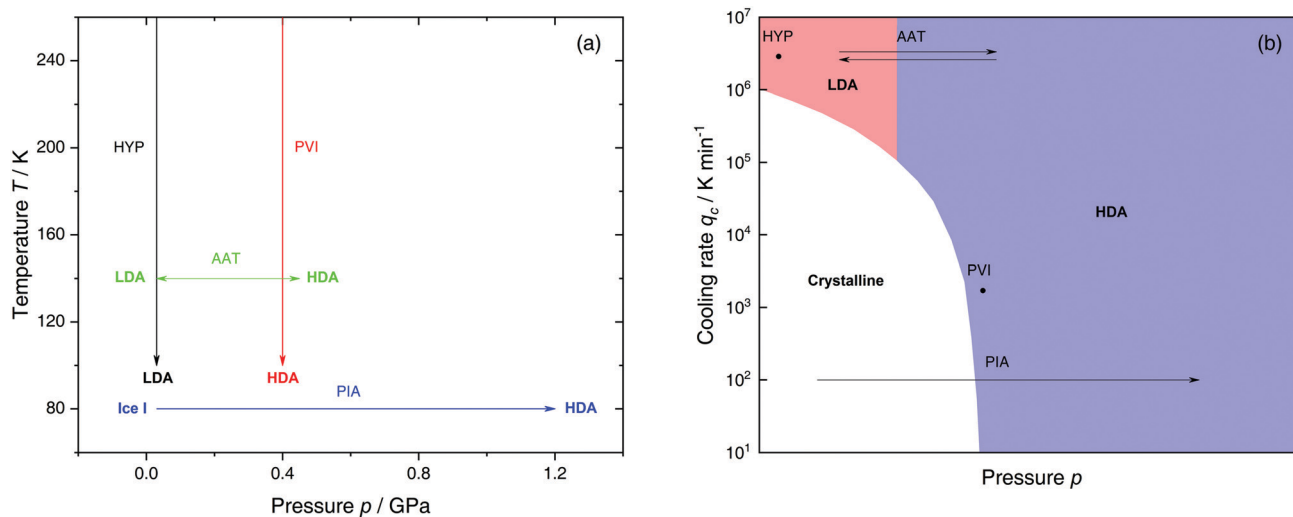 (a)
260
240
200
160
120
80
Temperature T / K
HYP
PVI
LDA
AAT
HDA
LDA
HDA
PIA
Ice I
HDA
0.0
0.4
0.8
1.2
Pressure p / GPa
(b)
10⁷
10⁶
10⁵
10⁴
10³
10²
10¹
Cooling rate q_c / K min⁻¹
HYP
AAT
LDA
HDA
PVI
Crystalline
PIA
Pressure p